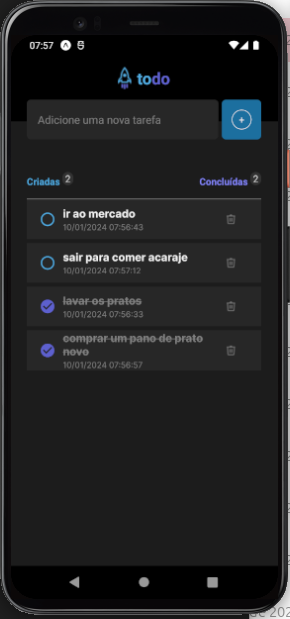 07:57
todo
Adicione uma nova tarefa
Criadas 2
Concluídas 2
ir ao mercado
10/01/2024 07:56:43
sair para comer acaraje
10/01/2024 07:57:12
lavar os pratos
10/01/2024 07:56:33
comprar um pano de prato
novo
10/01/2024 07:56:57
de 202